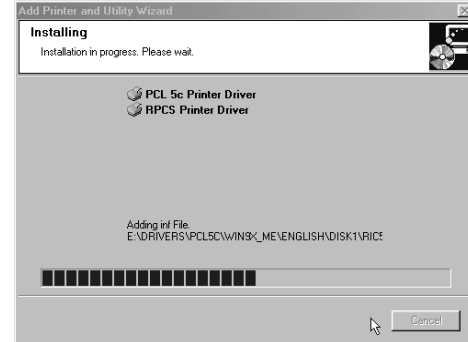 Add Printer and Utility Wizard
Installing
Installation in progress. Please wait.
PCL 5c Printer Driver
RPCS Printer Driver
Adding inf File.
E:\DRIVERS\PCL5C\WIN9X_ME\ENGLISH\DISK1\RIC5
Cancel